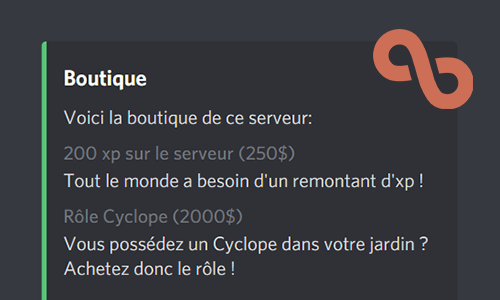 Boutique
Voici la boutique de ce serveur:
200 xp sur le serveur (250$)
Tout le monde a besoin d'un remontant d'xp !
Rôle Cyclope (2000$)
Vous possédez un Cyclope dans votre jardin ?
Achetez donc le rôle !